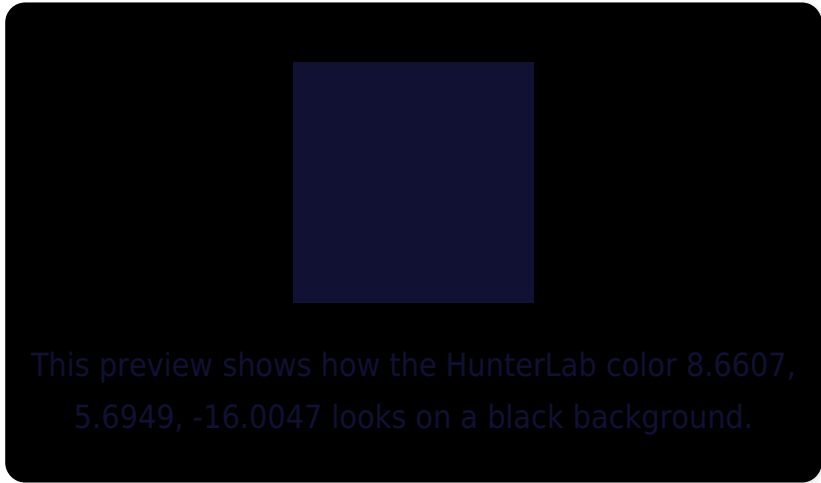 This preview shows how the HunterLab color 8.6607,
5.6949, -16.0047 looks on a black background.